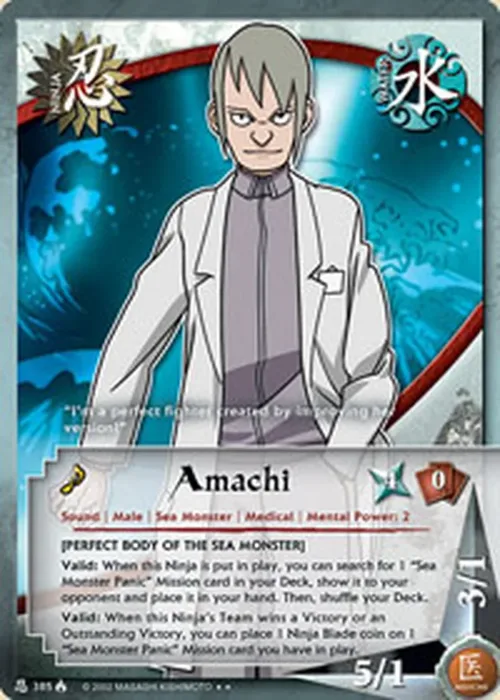 NINJA 忍
WATER 水
"I'm a perfect fighter created by improving her
version!"
Amachi
4 0
Sound | Male | Sea Monster | Medical | Mental Power: 2
[PERFECT BODY OF THE SEA MONSTER]
Valid: When this Ninja is put in play, you can search for 1 "Sea
Monster Panic" Mission card in your Deck, show it to your
opponent and place it in your hand. Then, shuffle your Deck.
Valid: When this Ninja's Team wins a Victory or an
Outstanding Victory, you can place 1 Ninja Blade coin on 1
"Sea Monster Panic" Mission card you have in play.
3/1
5/1
医
385 © 2002 MASASHI KISHIMOTO